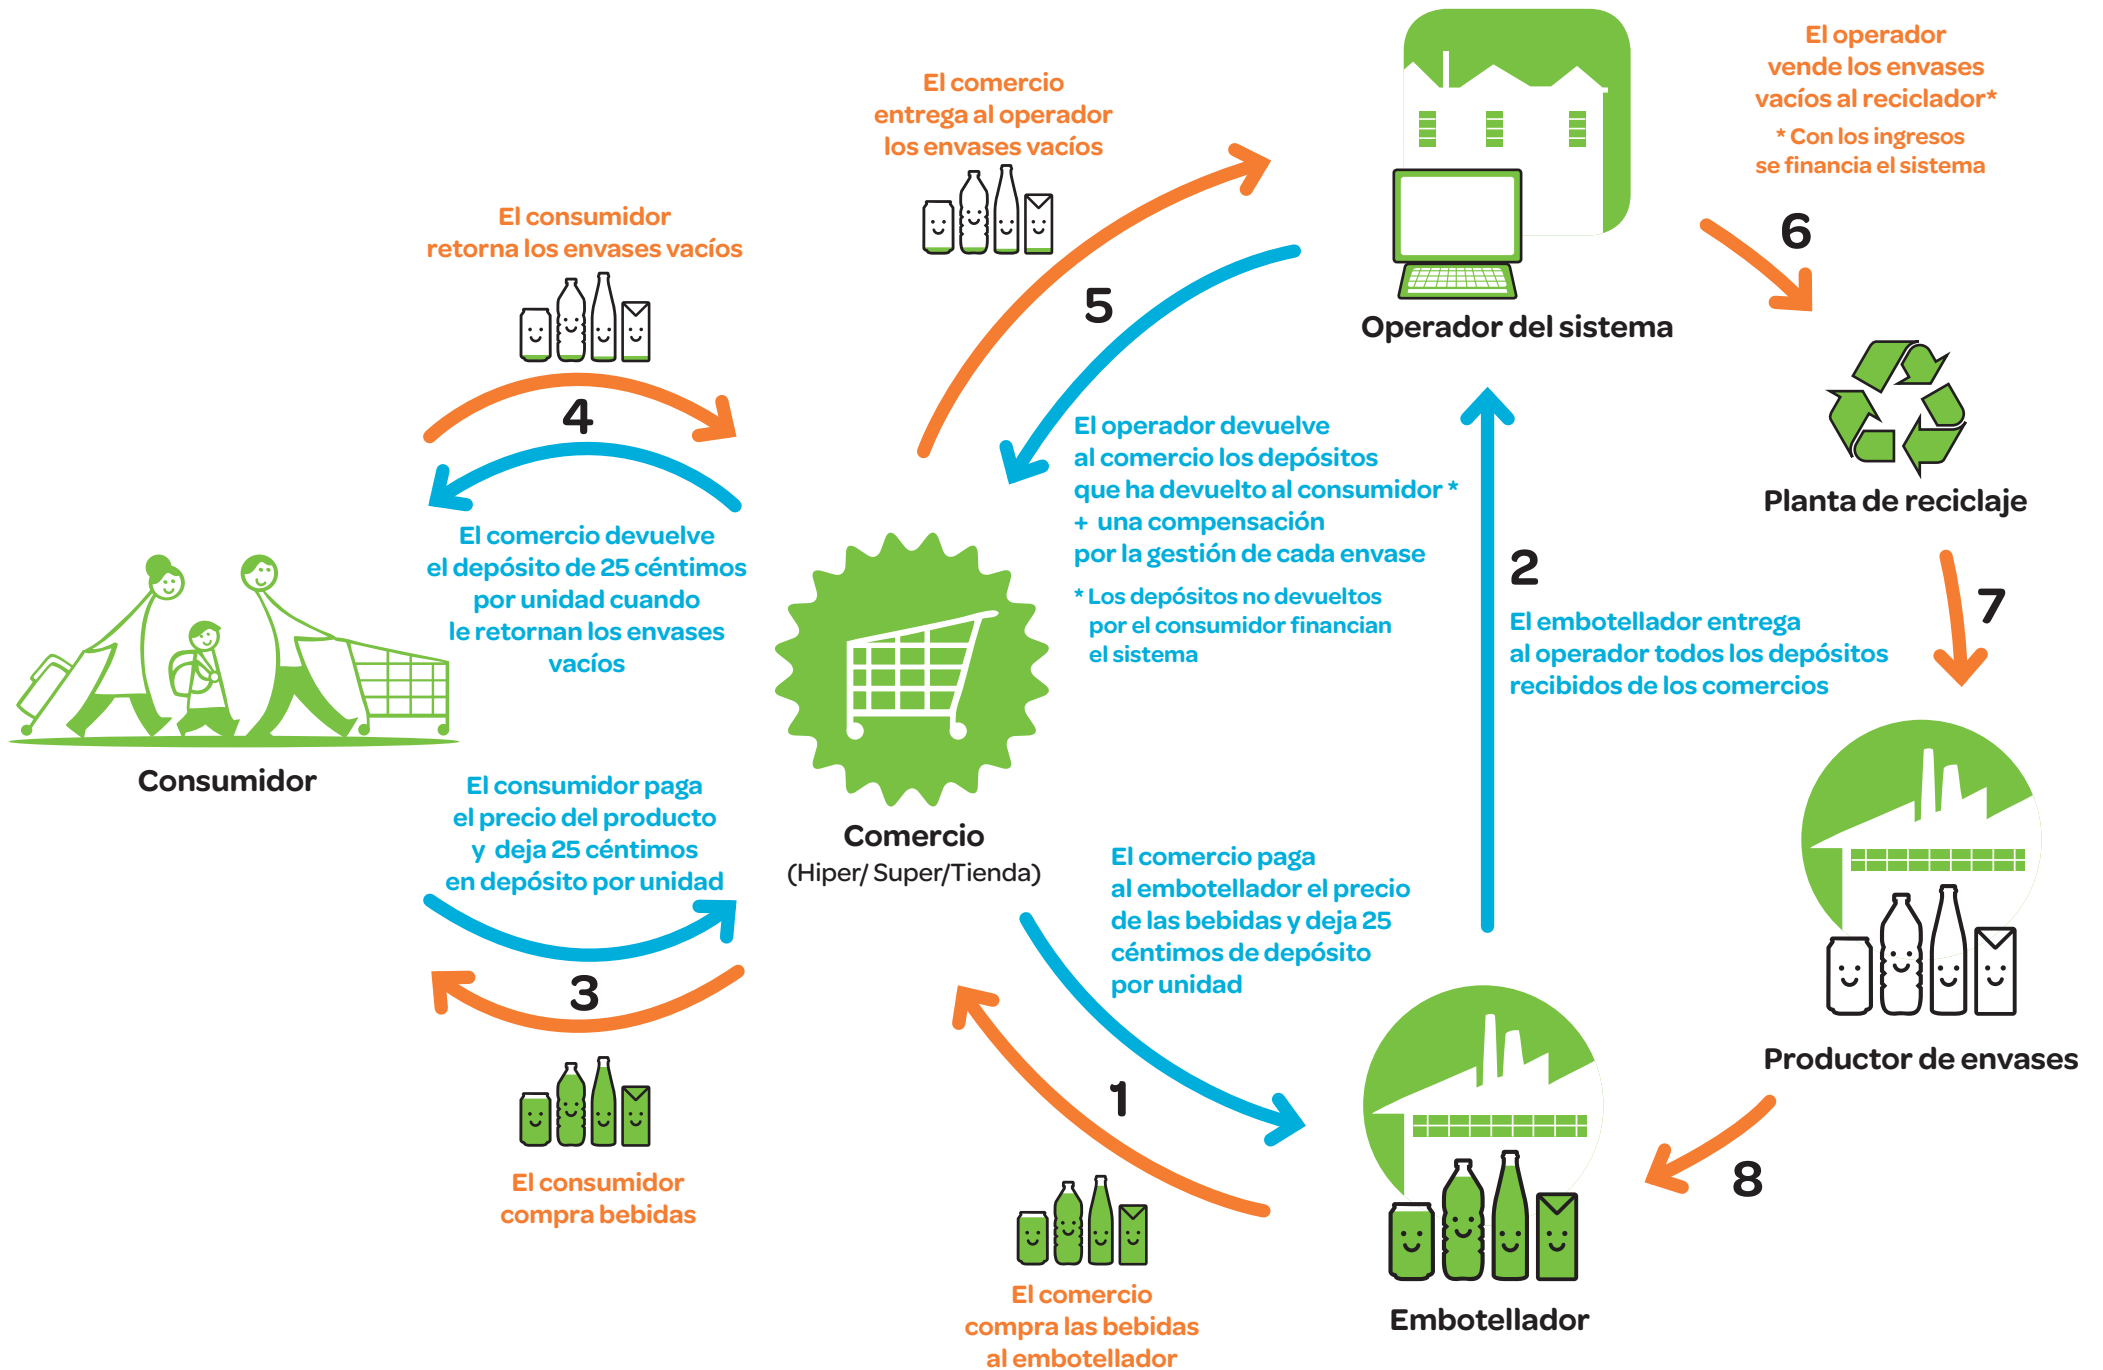 El operador
vende los envases
vacíos al reciclador*
* Con los ingresos
se financia el sistema
6
El comercio
entrega al operador
los envases vacíos
5
Operador del sistema
El consumidor
retorna los envases vacíos
4
El comercio devuelve
el depósito de 25 céntimos
por unidad cuando
le retornan los envases
vacíos
El operador devuelve
al comercio los depósitos
que ha devuelto al consumidor *
+ una compensación
por la gestión de cada envase
* Los depósitos no devueltos
por el consumidor financian
el sistema
Planta de reciclaje
2
El embotellador entrega
al operador todos los depósitos
recibidos de los comercios
7
Consumidor
El consumidor paga
el precio del producto
y deja 25 céntimos
en depósito por unidad
3
El consumidor
compra bebidas
Comercio
(Hiper/ Super/Tienda)
El comercio paga
al embotellador el precio
de las bebidas y deja 25
céntimos de depósito
por unidad
1
El comercio
compra las bebidas
al embotellador
Productor de envases
8
Embotellador